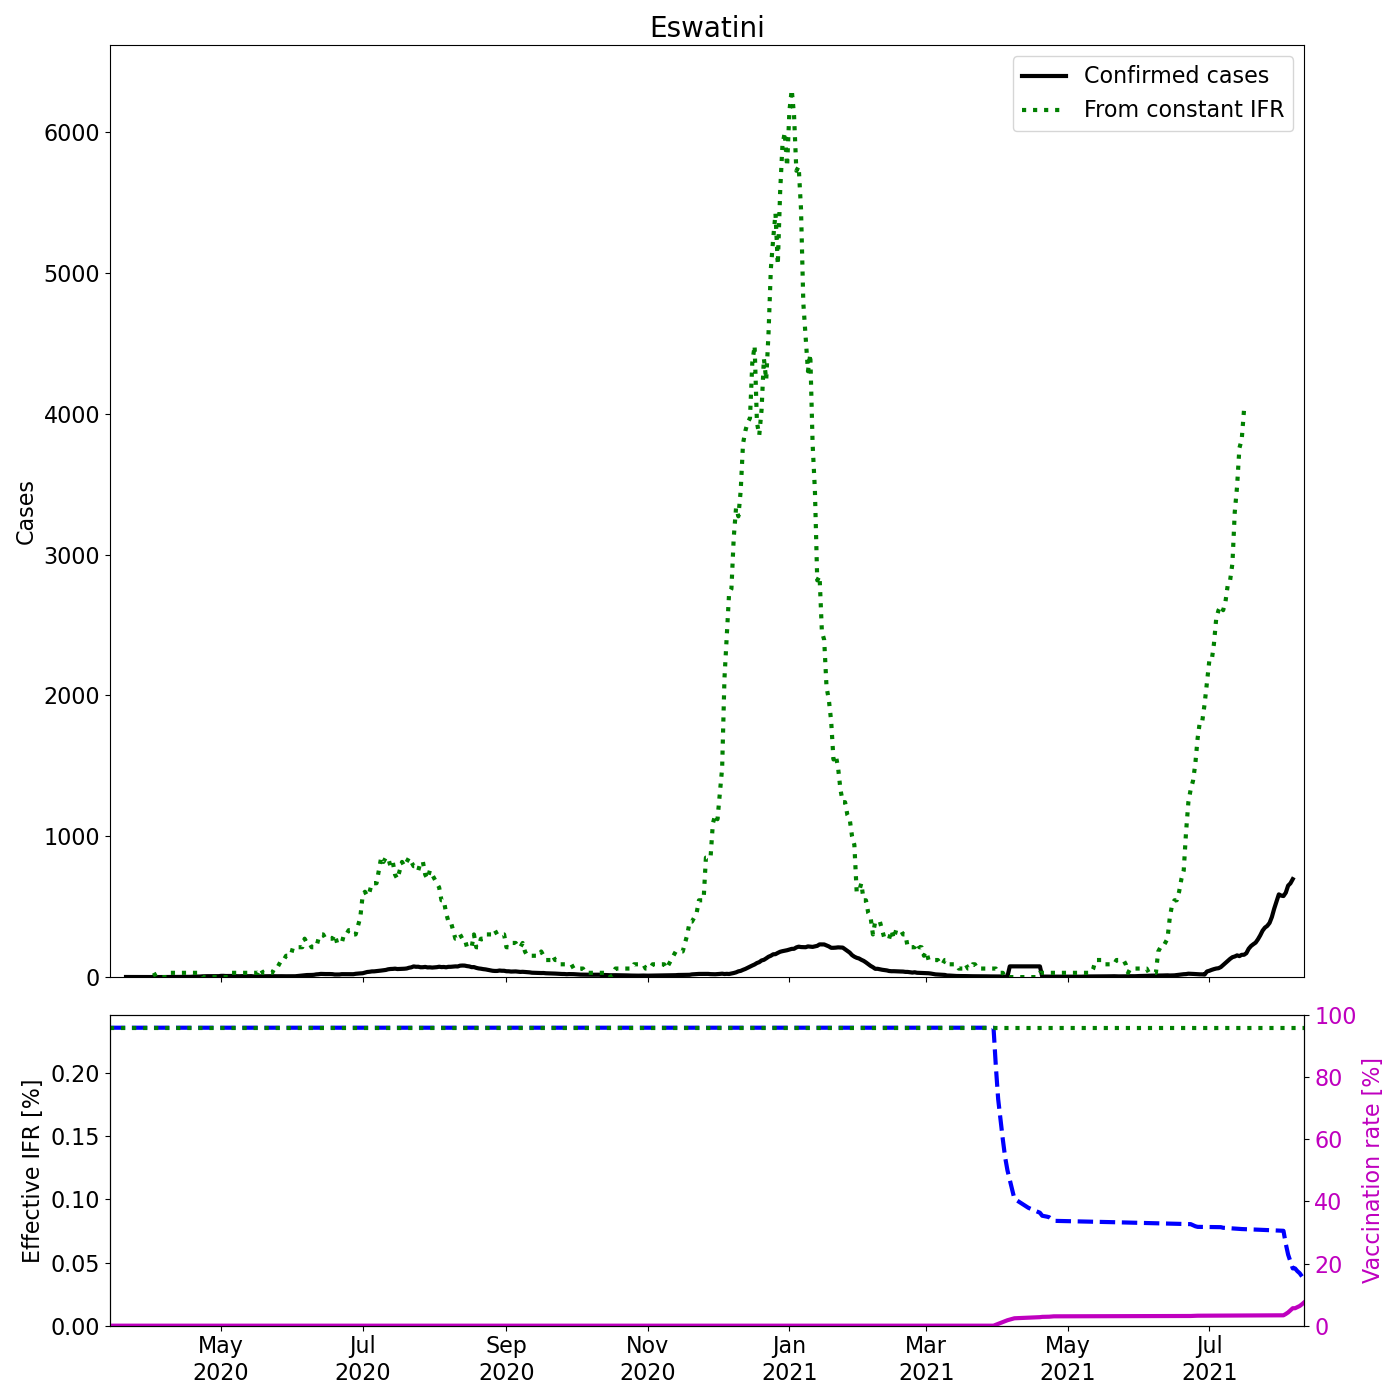 Eswatini
Confirmed cases
From constant IFR
6000
5000
4000
3000
2000
1000
0
Cases
0.20
0.15
0.10
0.05
0.00
Effective IFR [%]
100
80
60
40
20
0
Vaccination rate [%]
May Jul Sep Nov Jan Mar May Jul
2020 2020 2020 2020 2021 2021 2021 2021